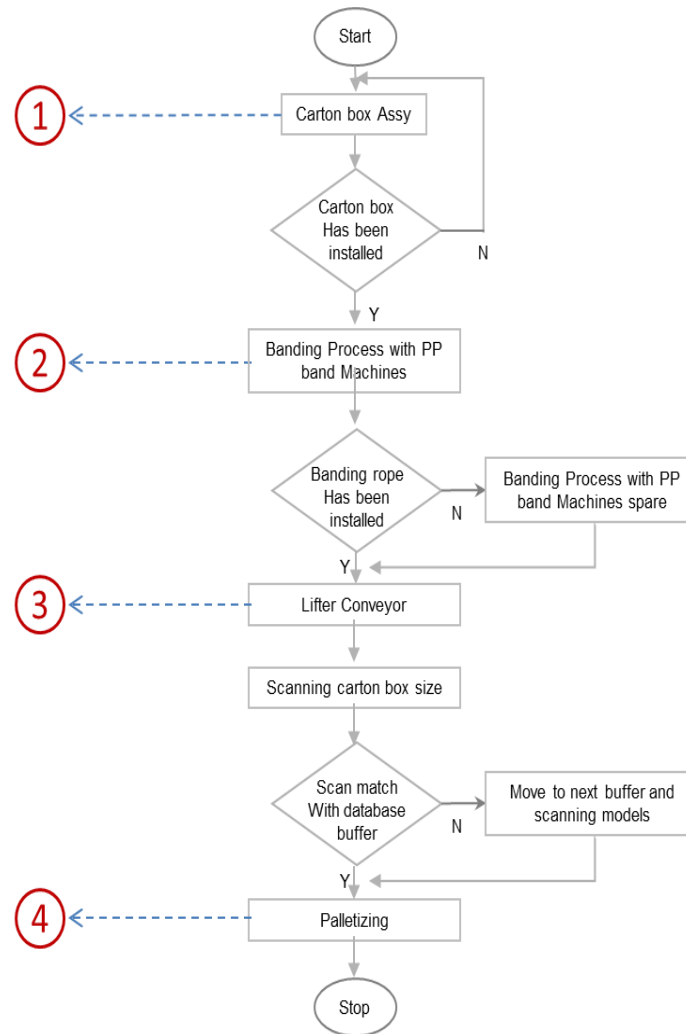 Start
1
Carton box Assy
Carton box
Has been
installed
N
Y
2
Banding Process with PP
band Machines
Banding rope
Has been
installed
N
Banding Process with PP
band Machines spare
Y
3
Lifter Conveyor
Scanning carton box size
Scan match
With database
buffer
N
Move to next buffer and
scanning models
Y
4
Palletizing
Stop